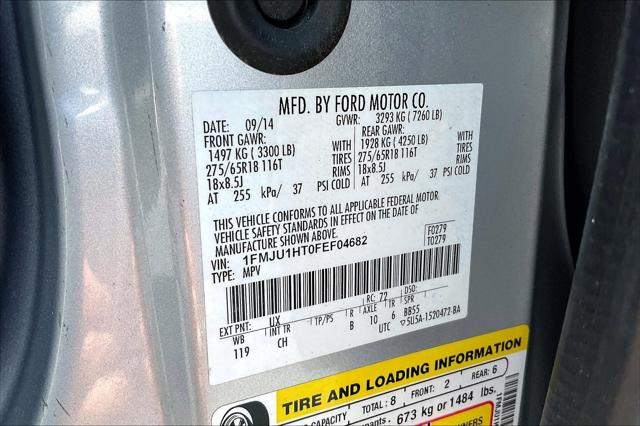 MFD. BY FORD MOTOR CO.
DATE: 09/14 GVWR: 3293 KG ( 7260 LB)
FRONT GAWR: REAR GAWR:
1497 KG ( 3300 LB) WITH 1928 KG ( 4250 LB) WITH
275/65R18 116T TIRES 275/65R18 116T TIRES
18x8.5J RIMS 18x8.5J RIMS
AT 255 kPa/ 37 PSI COLD AT 255 kPa/ 37 PSI COLD
THIS VEHICLE CONFORMS TO ALL APPLICABLE FEDERAL MOTOR
VEHICLE SAFETY STANDARDS IN EFFECT ON THE DATE OF
MANUFACTURE SHOWN ABOVE.
VIN: 1FMJU1HT0FEF04682 F0279
TYPE: MPV T0279
EXT PNT: UX RC: 72 DSO:
WB INT TR TP/PS R AXLE TR SPR
119 CH B 10 6 BB55
UTC ▽5U5A-1520472-BA
TIRE AND LOADING INFORMATION
CAPACITY TOTAL: 8 FRONT: 2 REAR: 6
673 kg or 1484 lbs.